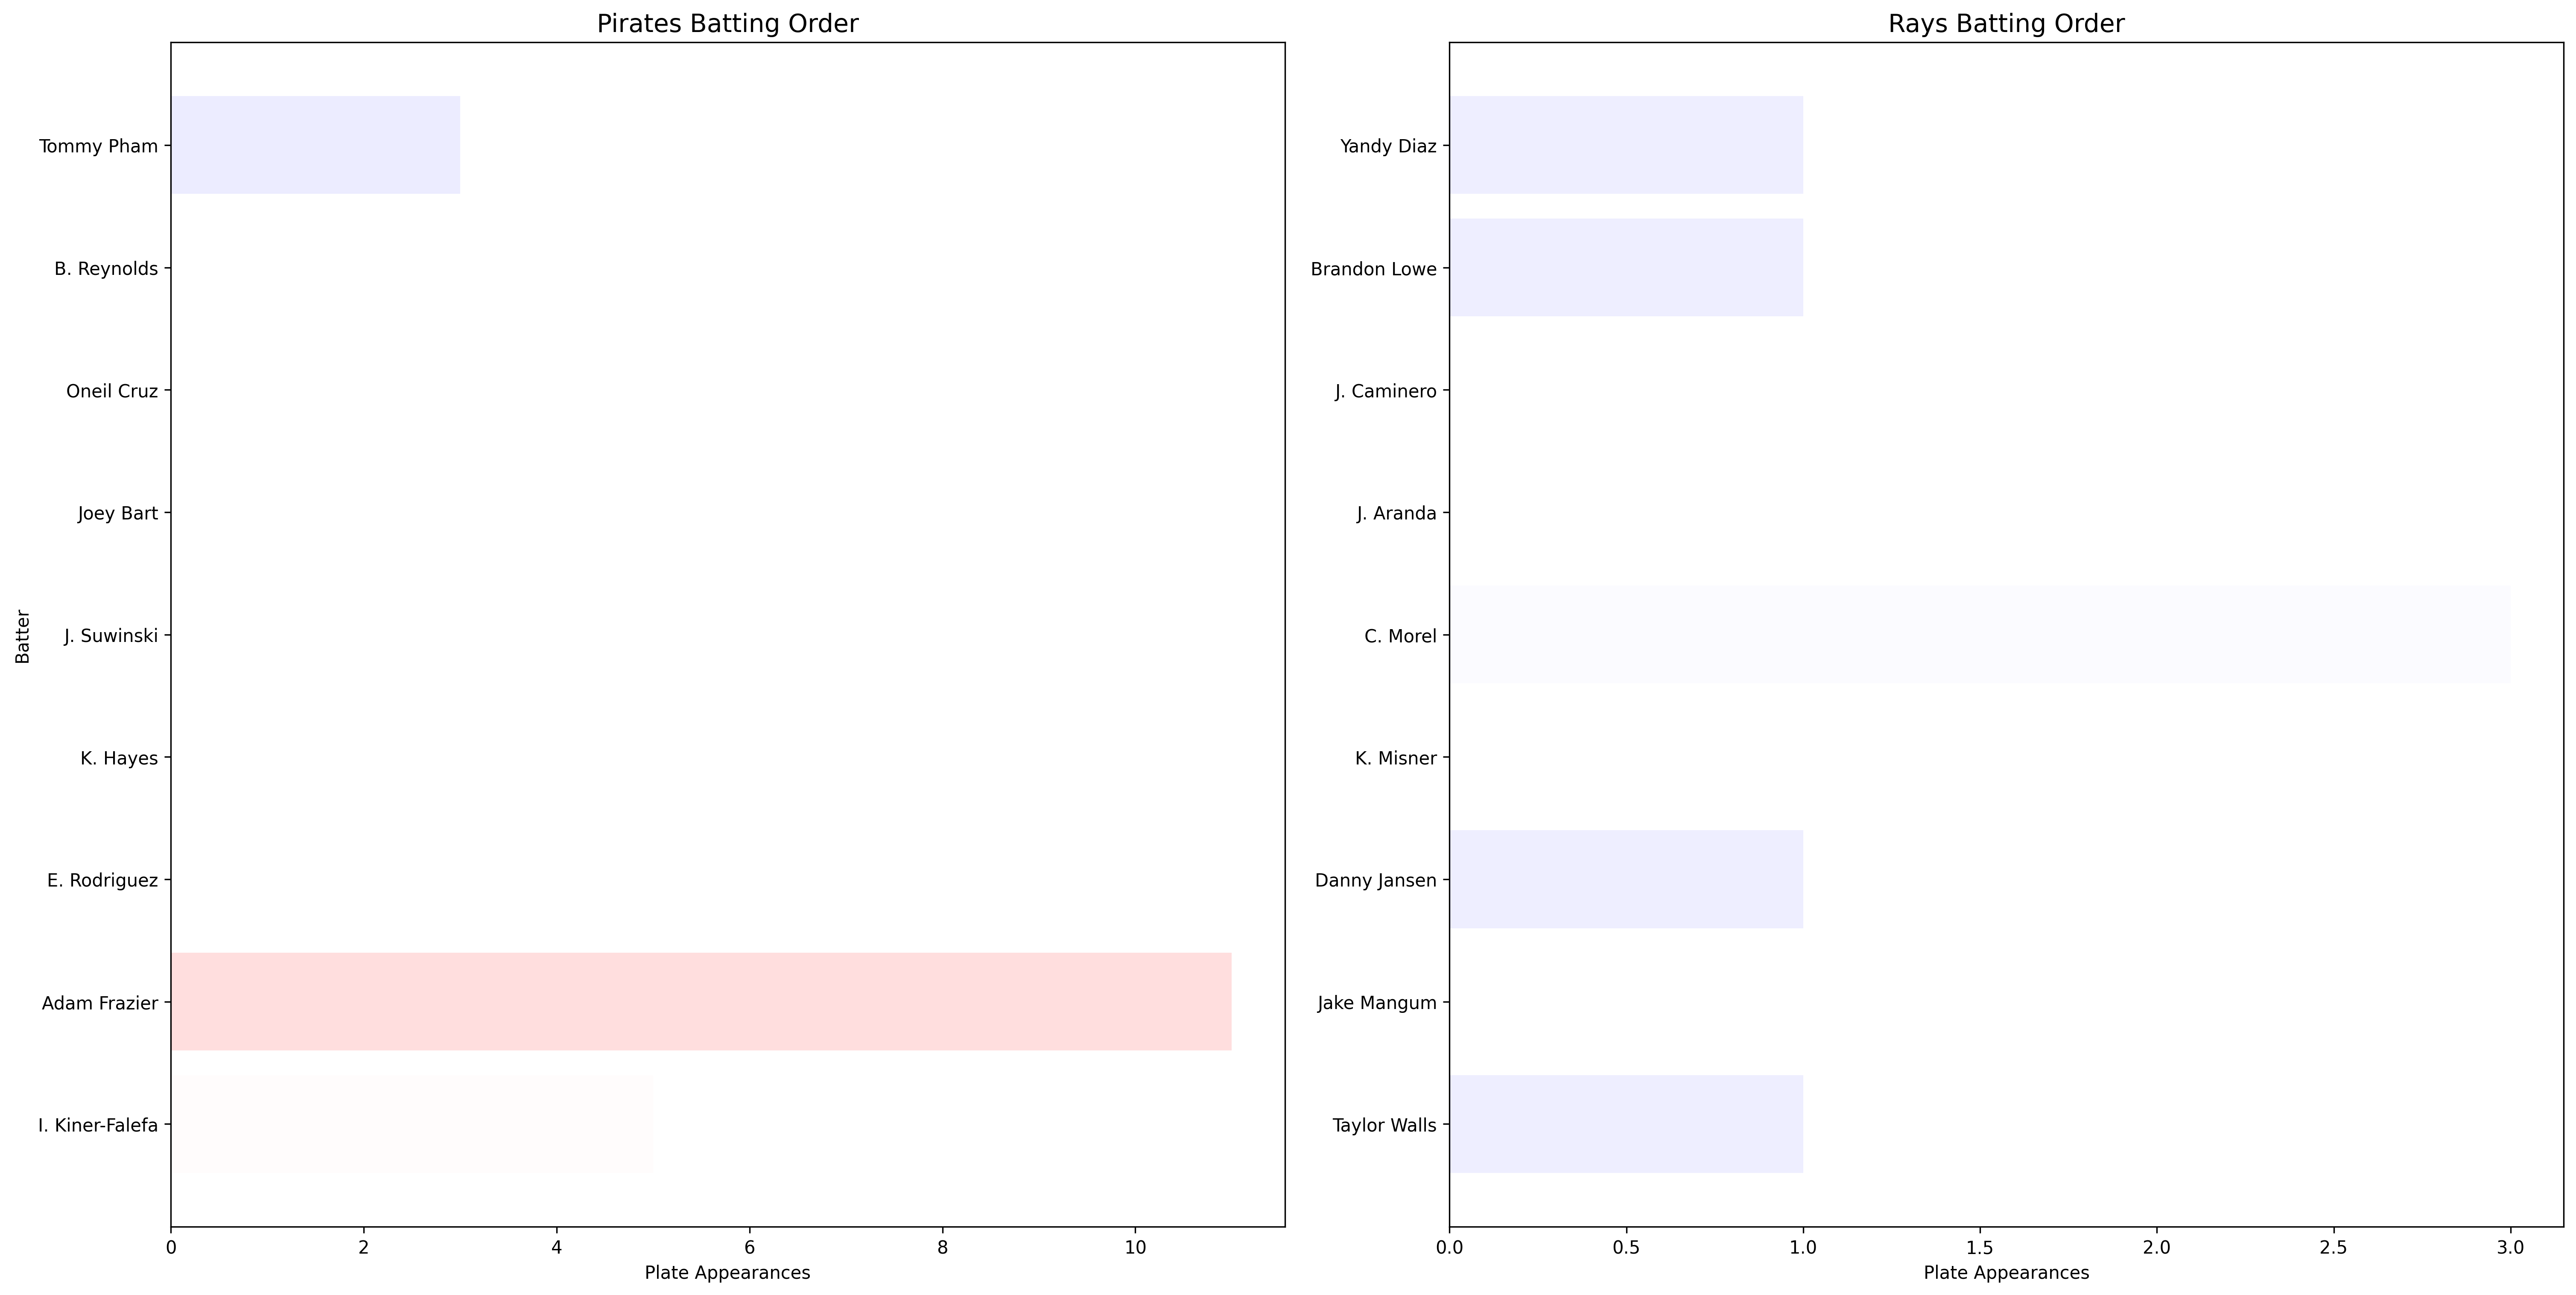 Pirates Batting Order
Batter
Tommy Pham
B. Reynolds
Oneil Cruz
Joey Bart
J. Suwinski
K. Hayes
E. Rodriguez
Adam Frazier
I. Kiner-Falefa
0 2 4 6 8 10
Plate Appearances
Rays Batting Order
Yandy Diaz
Brandon Lowe
J. Caminero
J. Aranda
C. Morel
K. Misner
Danny Jansen
Jake Mangum
Taylor Walls
0.0 0.5 1.0 1.5 2.0 2.5 3.0
Plate Appearances